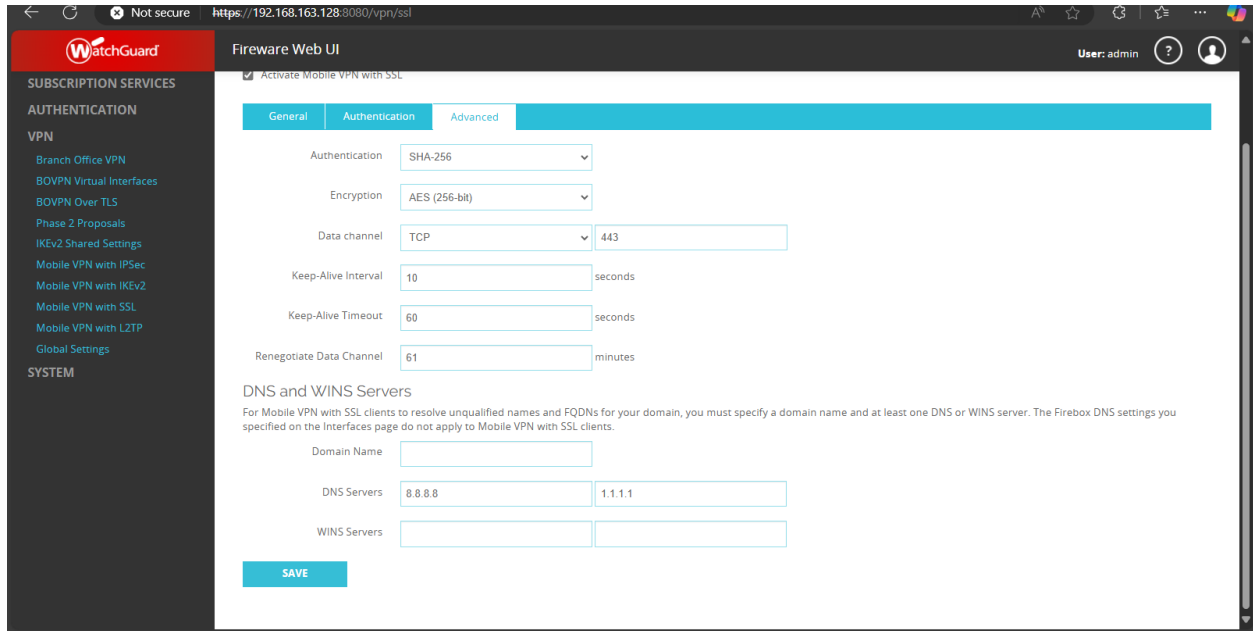 Not secure https://192.168.163.128:8080/vpn/ssl
WatchGuard
Fireware Web UI
User: admin
?
SUBSCRIPTION SERVICES
AUTHENTICATION
VPN
Branch Office VPN
BOVPN Virtual Interfaces
BOVPN Over TLS
Phase 2 Proposals
IKEv2 Shared Settings
Mobile VPN with IPSec
Mobile VPN with IKEv2
Mobile VPN with SSL
Mobile VPN with L2TP
Global Settings
SYSTEM
Activate Mobile VPN with SSL
General Authentication Advanced
Authentication SHA-256
Encryption AES (256-bit)
Data channel TCP 443
Keep-Alive Interval 10 seconds
Keep-Alive Timeout 60 seconds
Renegotiate Data Channel 61 minutes
DNS and WINS Servers
For Mobile VPN with SSL clients to resolve unqualified names and FQDNs for your domain, you must specify a domain name and at least one DNS or WINS server. The Firebox DNS settings you
specified on the Interfaces page do not apply to Mobile VPN with SSL clients.
Domain Name
DNS Servers 8.8.8.8 1.1.1.1
WINS Servers
SAVE